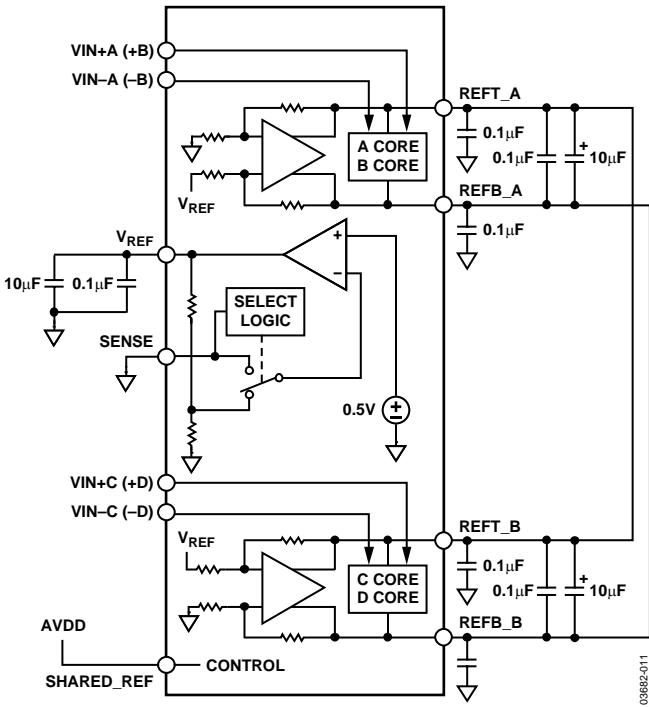 VIN+A (+B)
VIN–A (–B)
REFT_A
0.1μF
0.1μF
+
10μF
A CORE
B CORE
VREF
REFB_A
0.1μF
VREF
10μF
0.1μF
+
–
SELECT
LOGIC
SENSE
0.5V
+
–
VIN+C (+D)
VIN–C (–D)
VREF
REFT_B
0.1μF
0.1μF
+
10μF
C CORE
D CORE
REFB_B
AVDD
CONTROL
SHARED_REF
03682-011